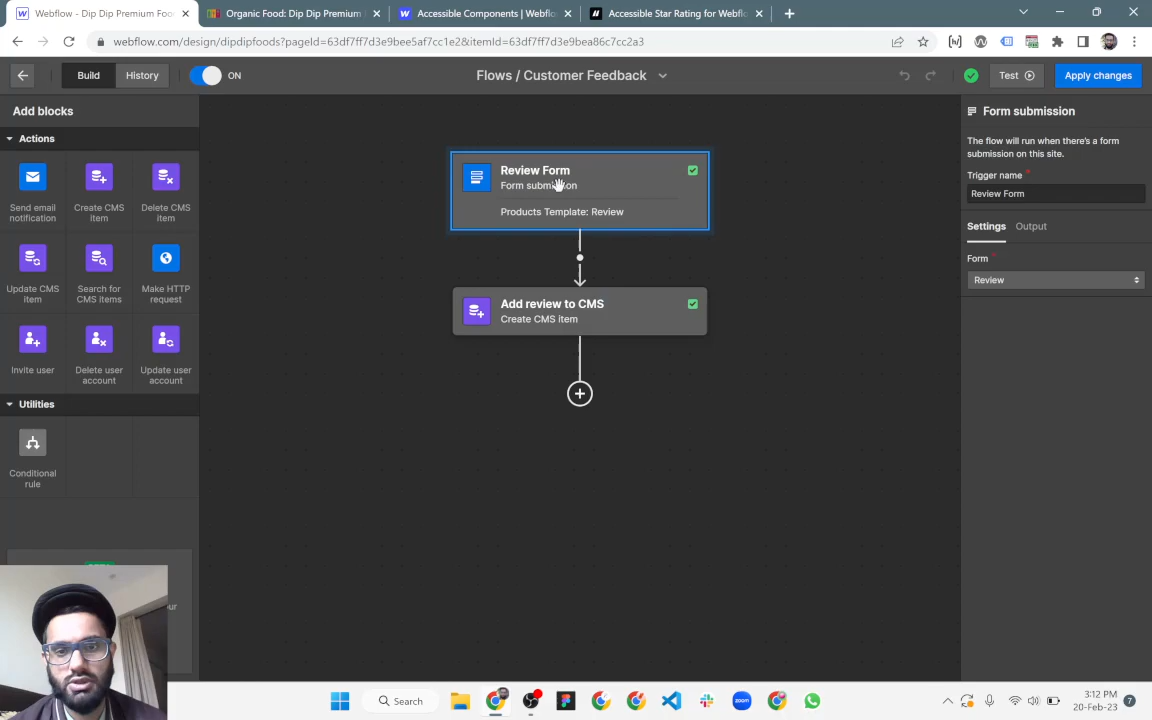 Webflow - Dip Dip Premium Foo
Organic Food: Dip Dip Premium
Accessible Components | Webflow
Accessible Star Rating for Webflow
webflow.com/design/dipdipfoods?pageId=63df7ff7d3e9bee5af7cc1e2&itemId=63df7ff7d3e9bea86c7cc2a3
Build
History
ON
Flows / Customer Feedback
Test
Apply changes
Add blocks
Actions
Send email
notification
Create CMS
item
Delete CMS
item
Update CMS
item
Search for
CMS items
Make HTTP
request
Invite user
Delete user
account
Update user
account
Utilities
Conditional
rule
Review Form
Form submission
Products Template: Review
Add review to CMS
Create CMS item
Form submission
The flow will run when there's a form
submission on this site.
Trigger name *
Review Form
Settings
Output
Form *
Review
Search
zoom
3:12 PM
20-Feb-23
7